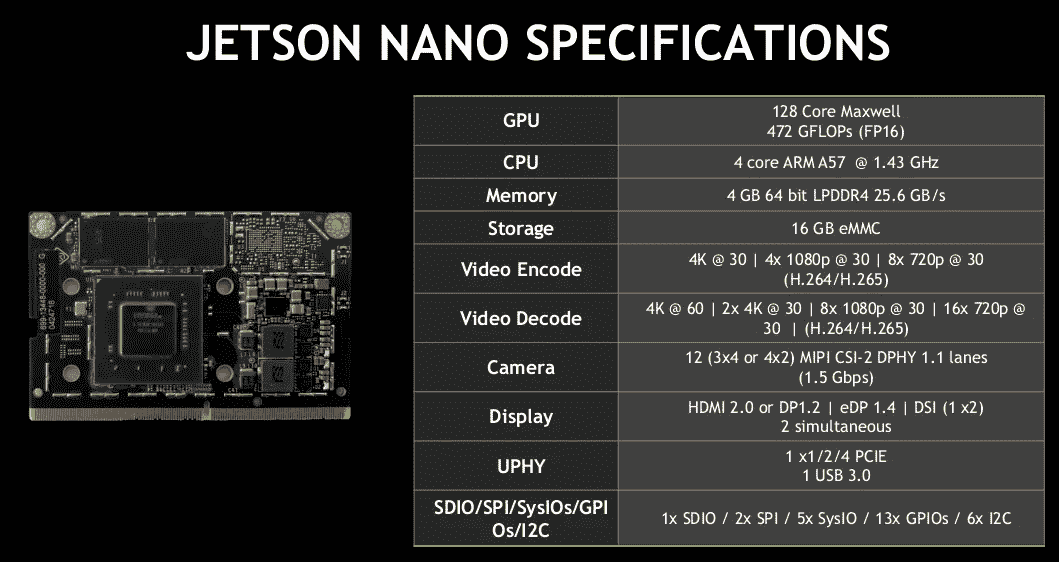 JETSON NANO SPECIFICATIONS
GPU
128 Core Maxwell
472 GFLOPs (FP16)
CPU
4 core ARM A57 @ 1.43 GHz
Memory
4 GB 64 bit LPDDR4 25.6 GB/s
Storage
16 GB eMMC
Video Encode
4K @ 30 | 4x 1080p @ 30 | 8x 720p @ 30
(H.264/H.265)
Video Decode
4K @ 60 | 2x 4K @ 30 | 8x 1080p @ 30 | 16x 720p @
30 | (H.264/H.265)
Camera
12 (3x4 or 4x2) MIPI CSI-2 DPHY 1.1 lanes
(1.5 Gbps)
Display
HDMI 2.0 or DP1.2 | eDP 1.4 | DSI (1 x2)
2 simultaneous
UPHY
1 x1/2/4 PCIE
1 USB 3.0
SDIO/SPI/SysIOs/GPI
Os/I2C
1x SDIO / 2x SPI / 5x SysIO / 13x GPIOs / 6x I2C